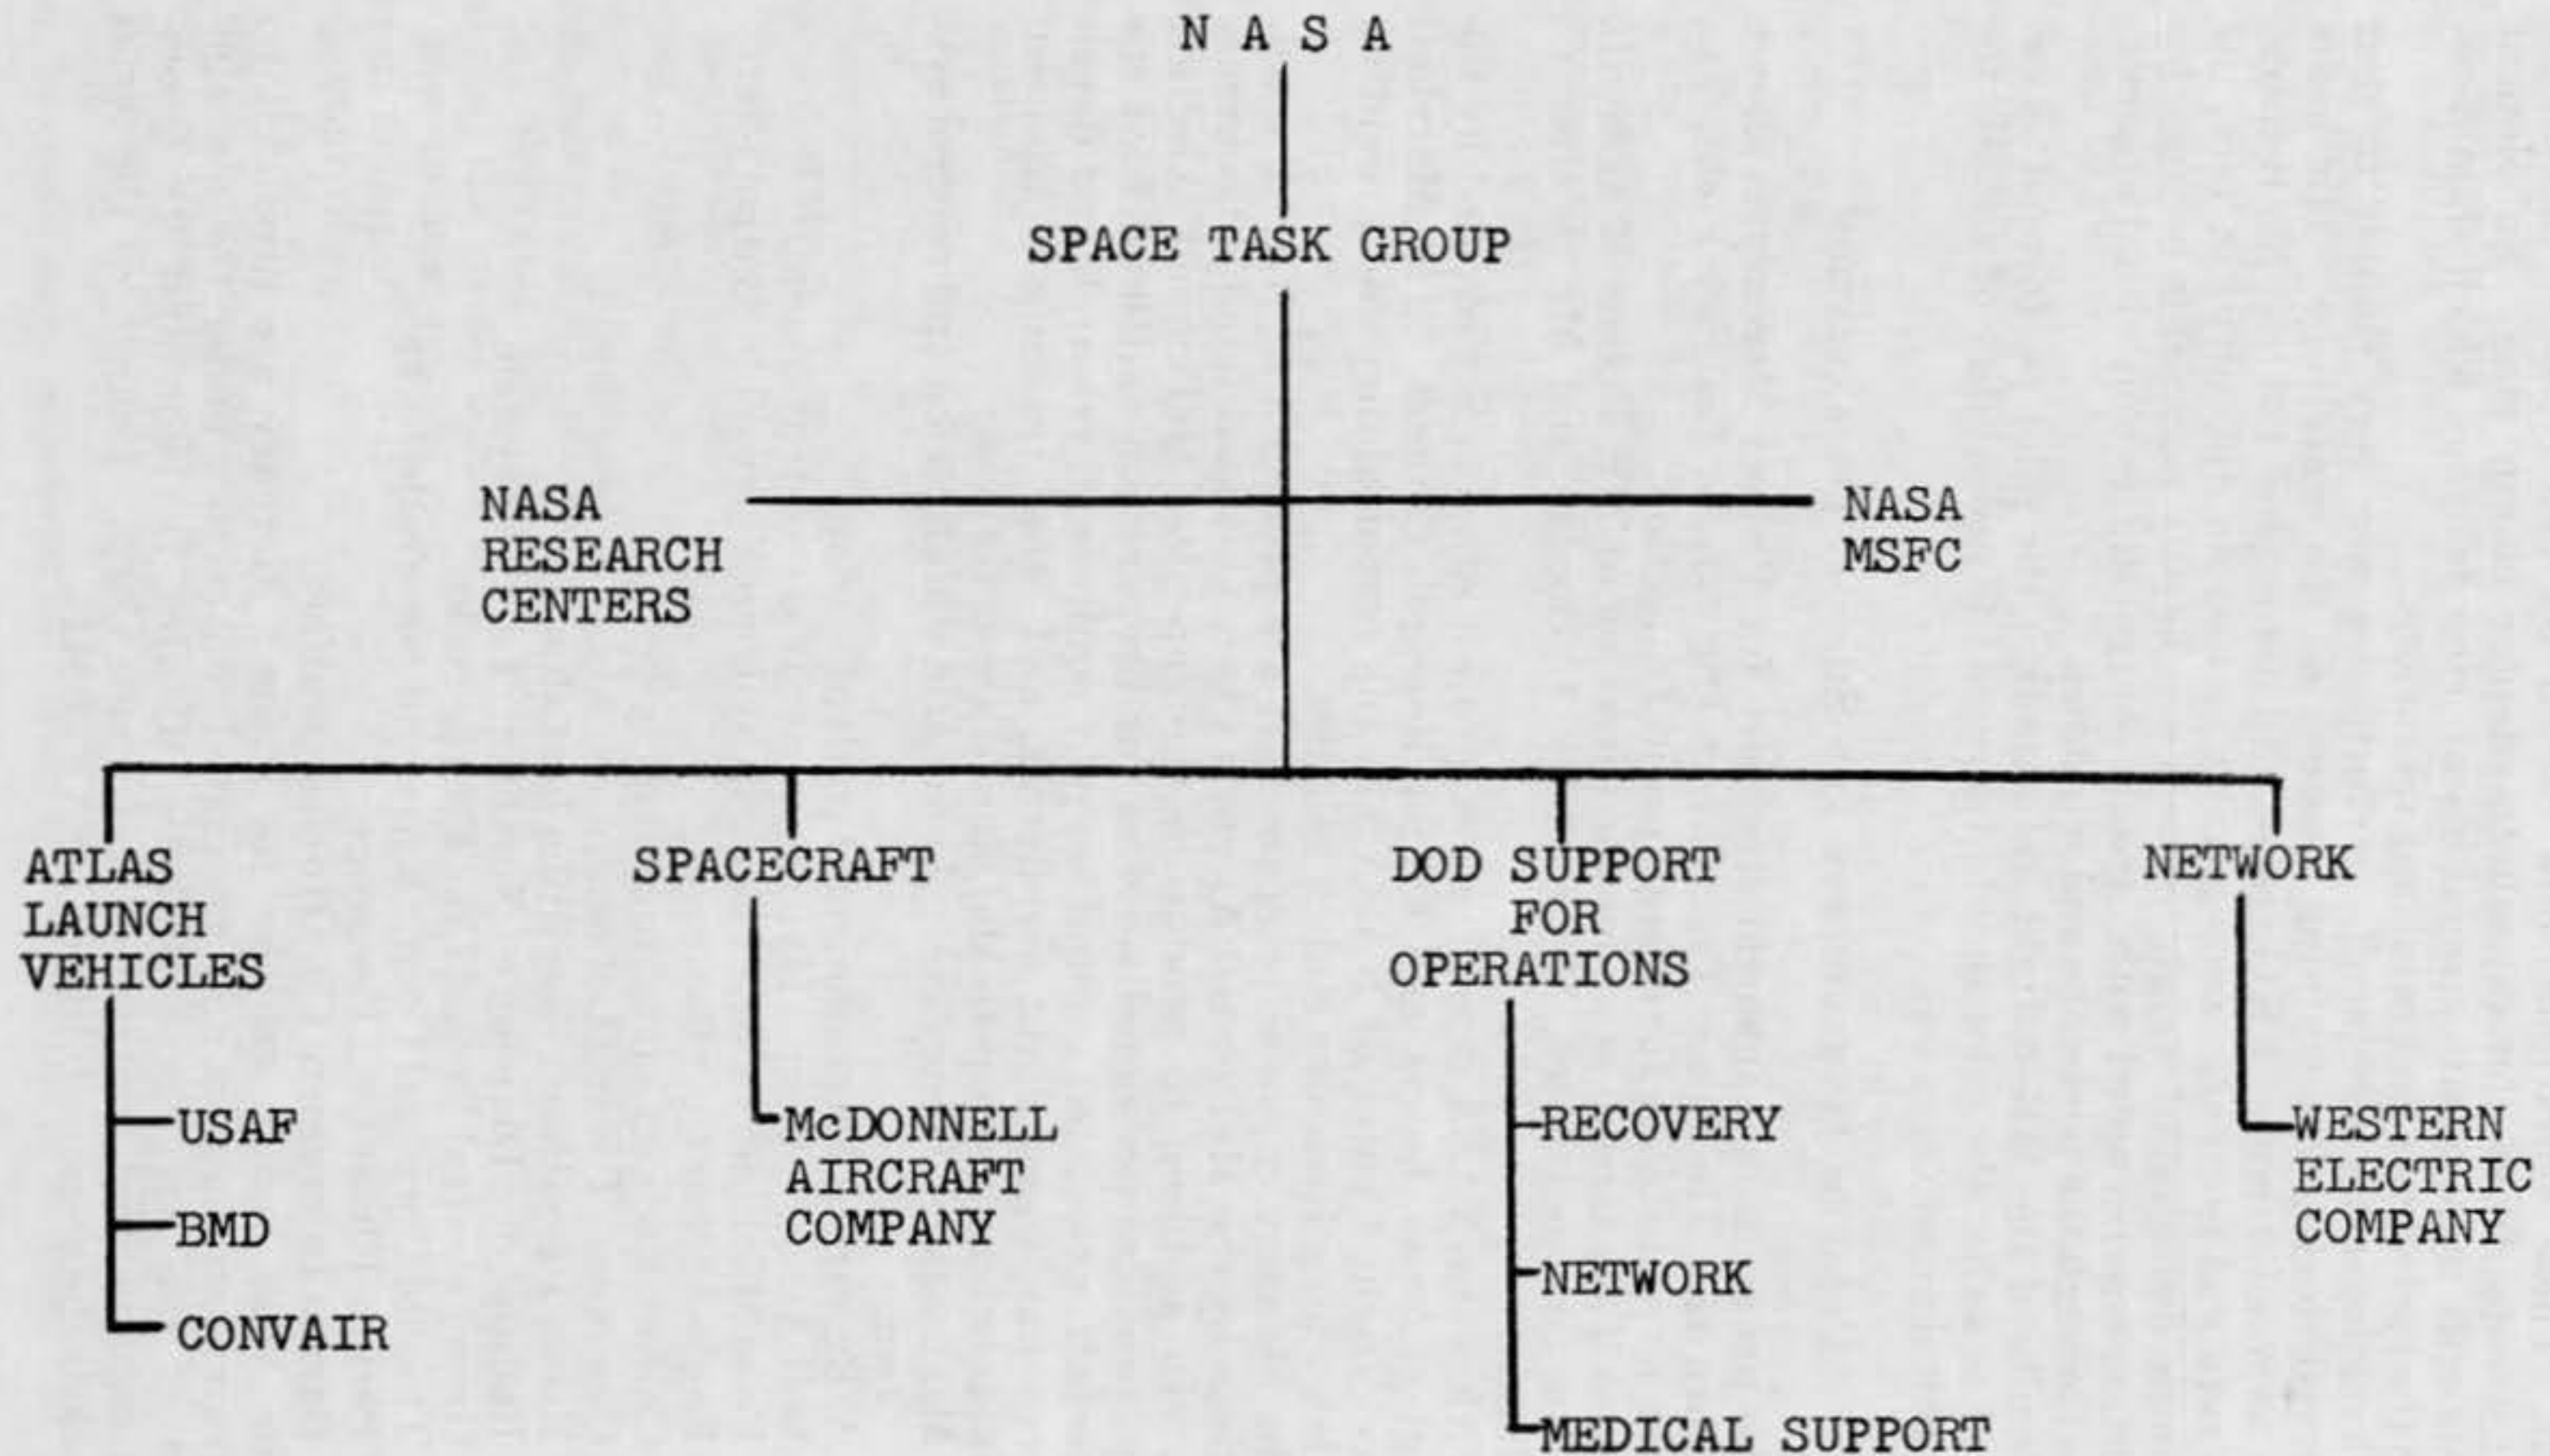 N A S A
SPACE TASK GROUP
NASA
RESEARCH
CENTERS
NASA
MSFC
ATLAS
LAUNCH
VEHICLES
USAF
BMD
CONVAIR
SPACECRAFT
McDONNELL
AIRCRAFT
COMPANY
DOD SUPPORT
FOR
OPERATIONS
RECOVERY
NETWORK
MEDICAL SUPPORT
NETWORK
WESTERN
ELECTRIC
COMPANY